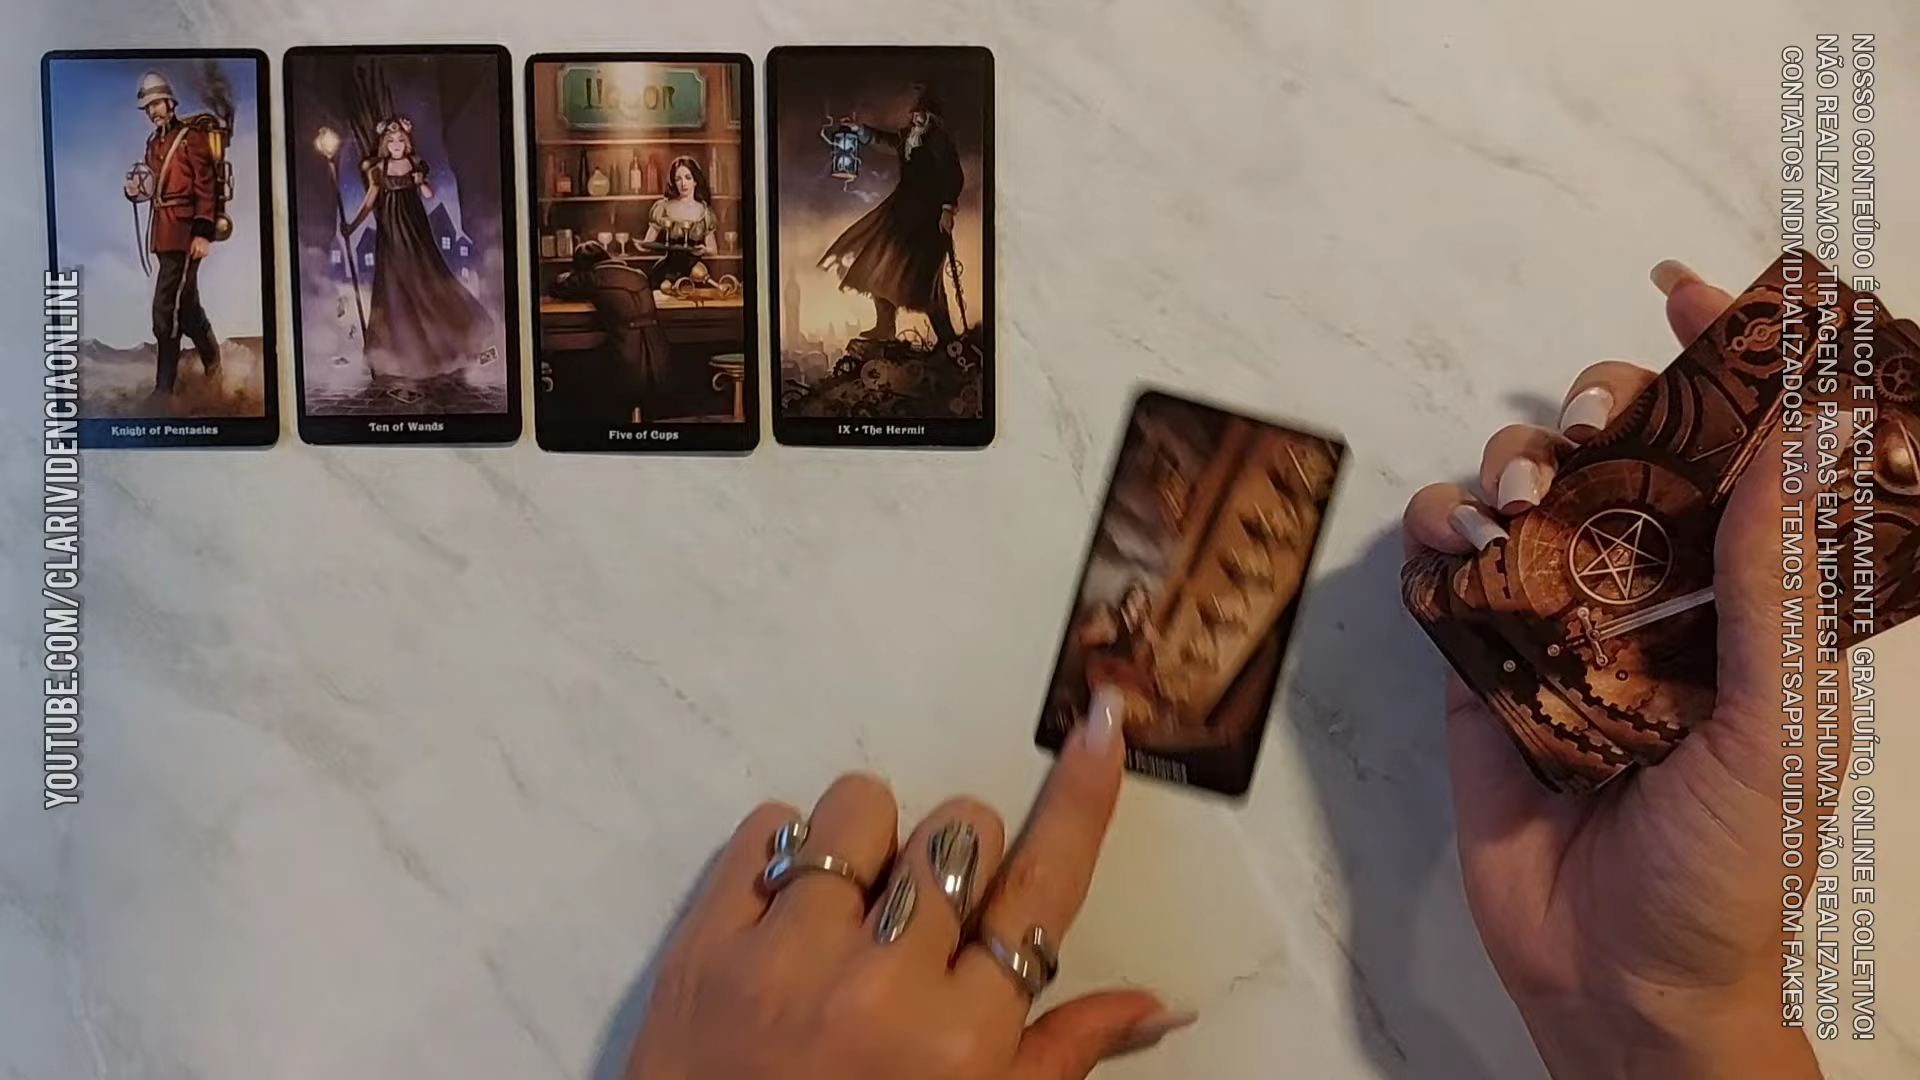 YOUTUBE.COM/CLARIVIDENCIAONLINE
Liquor
Knight of Pentacles
Ten of Wands
Five of Cups
IX • The Hermit
NOSSO CONTEÚDO É ÚNICO E EXCLUSIVAMENTE GRATUÍTO, ONLINE E COLETIVO!
NÃO REALIZAMOS TIRAGENS PAGAS EM HIPÓTESE NENHUMA! NÃO REALIZAMOS
CONTATOS INDIVIDUALIZADOS! NÃO TEMOS WHATSAPP! CUIDADO COM FAKES!